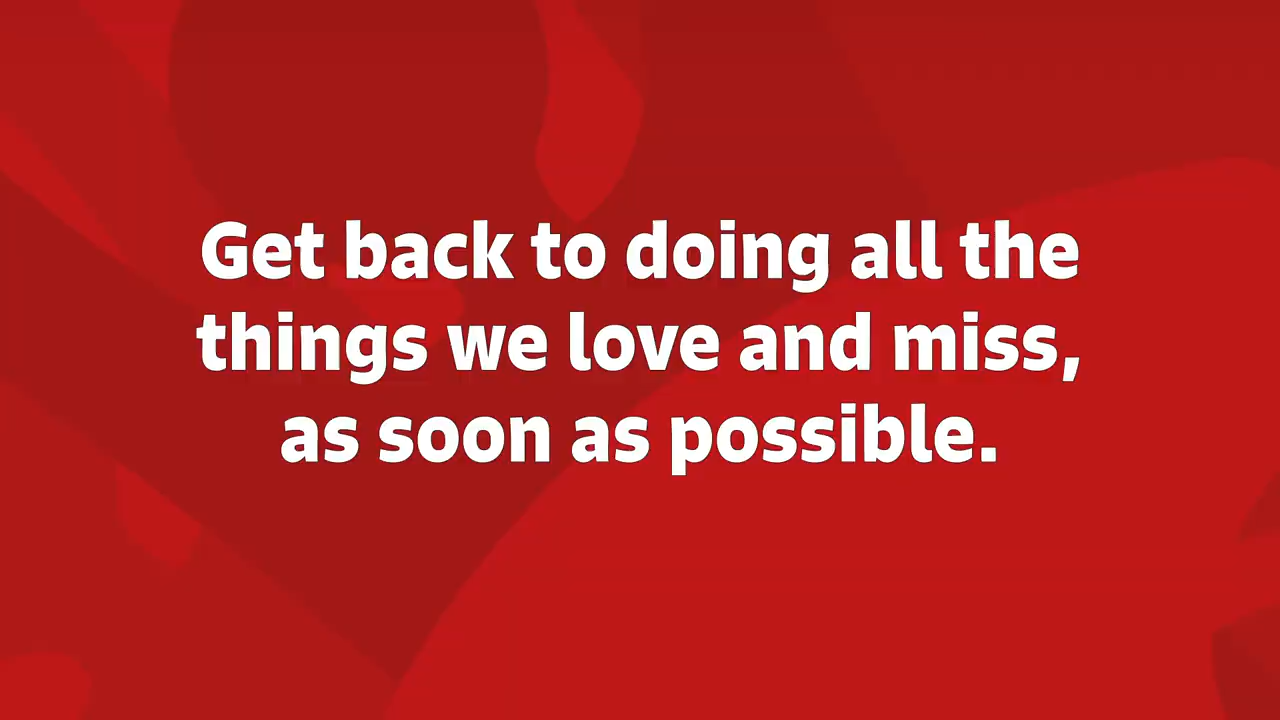 Get back to doing all the
things we love and miss,
as soon as possible.